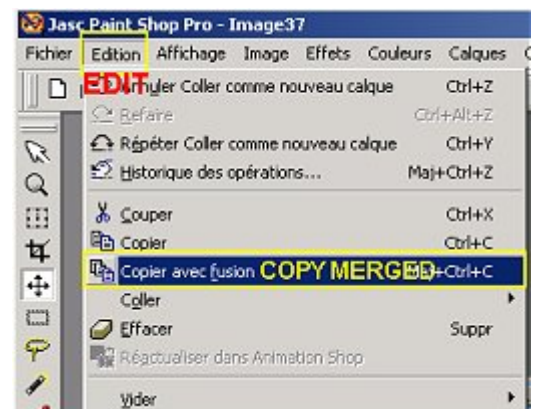 Jasc Paint Shop Pro - Image37
Fichier Edition Affichage Image Effets Couleurs Calques
EDIT
Annuler Coller comme nouveau calque Ctrl+Z
Refaire Ctrl+Alt+Z
Répéter Coller comme nouveau calque Ctrl+Y
Historique des opérations... Maj+Ctrl+Z
Couper Ctrl+X
Copier Ctrl+C
Copier avec fusion COPY MERGED Maj+Ctrl+C
Coller
Effacer Suppr
Réactualiser dans Animation Shop
Vider